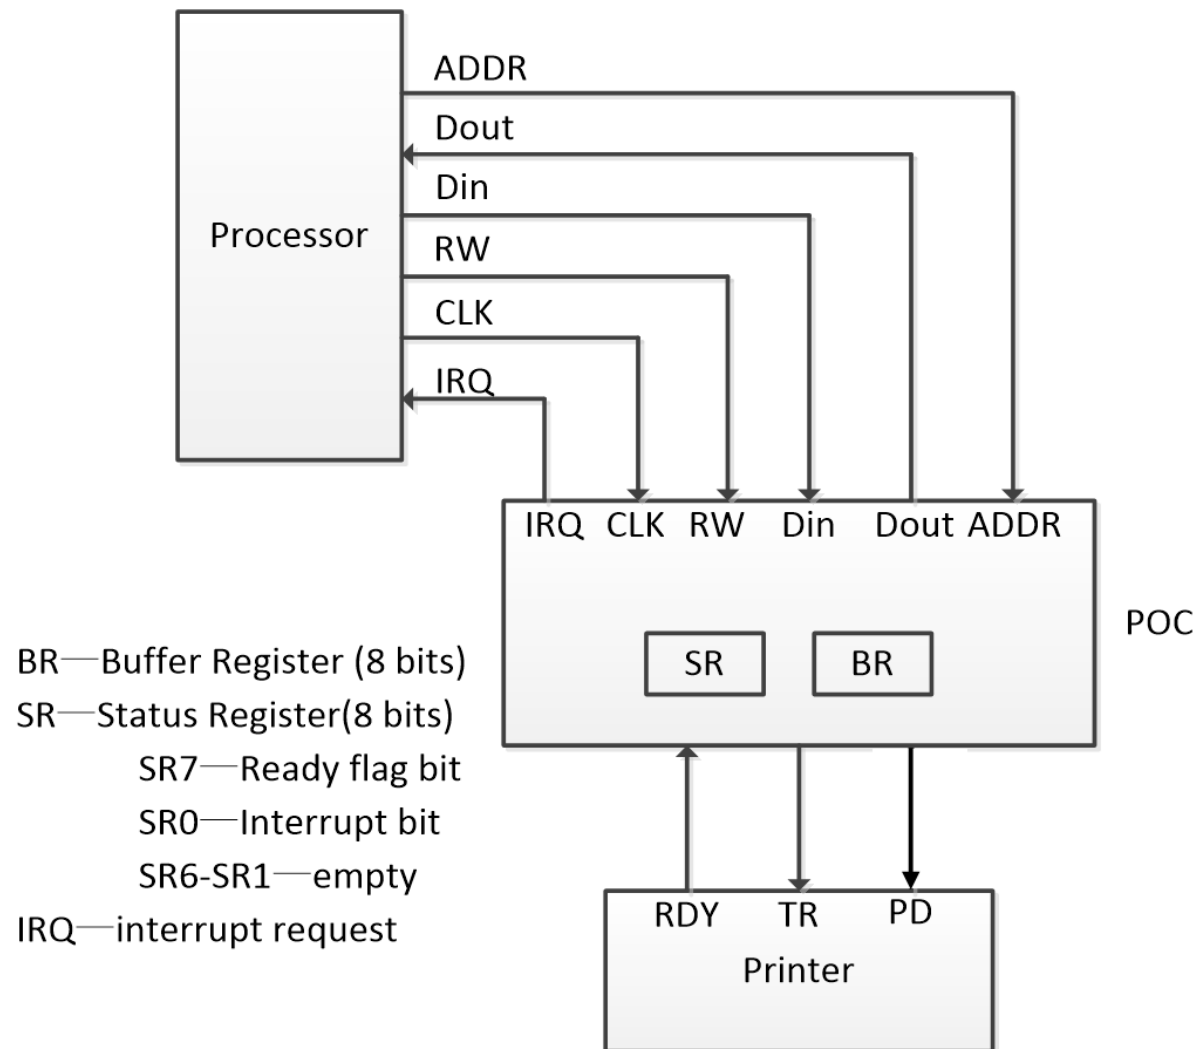 ADDR
Dout
Din
Processor
RW
CLK
IRQ
IRQ CLK RW Din Dout ADDR
POC
SR BR
BR—Buffer Register (8 bits)
SR—Status Register(8 bits)
SR7—Ready flag bit
SR0—Interrupt bit
SR6-SR1—empty
IRQ—interrupt request
RDY TR PD
Printer